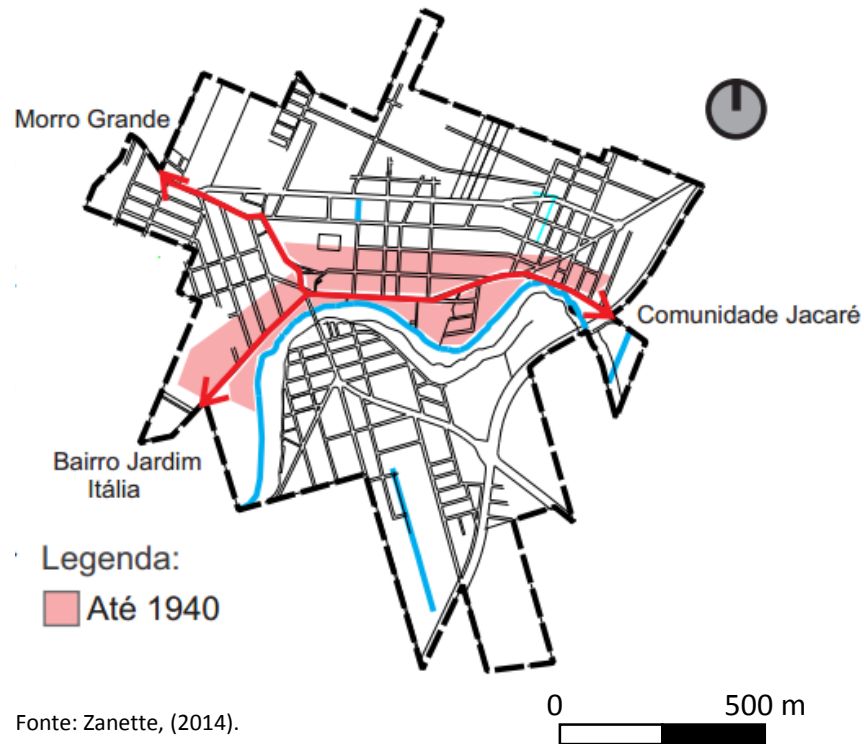 Morro Grande
Comunidade Jacaré
Bairro Jardim
Itália
Legenda:
Até 1940
Fonte: Zanette, (2014).
0 500 m